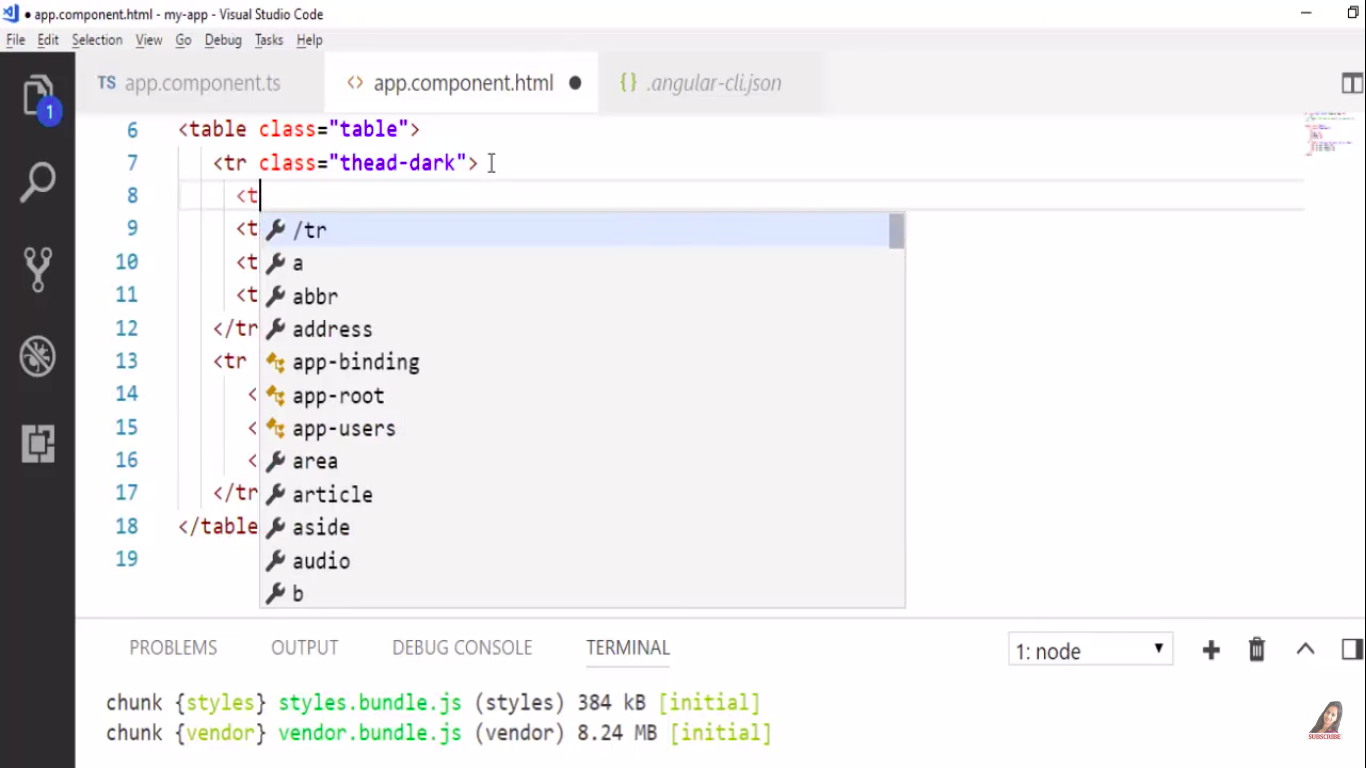 ● app.component.html - my-app - Visual Studio Code
File Edit Selection View Go Debug Tasks Help
TS app.component.ts <> app.component.html ● {} .angular-cli.json
1
6 <table class="table">
7 <tr class="thead-dark">
8 <t
9 <t
10 <t
11 <t
12 </tr
13 <tr
14 <
15 <
16 <
17 </tr
18 </table
19
/tr
a
abbr
address
app-binding
app-root
app-users
area
article
aside
audio
b
PROBLEMS OUTPUT DEBUG CONSOLE TERMINAL 1: node
chunk {styles} styles.bundle.js (styles) 384 kB [initial]
chunk {vendor} vendor.bundle.js (vendor) 8.24 MB [initial]
SUBSCRIBE